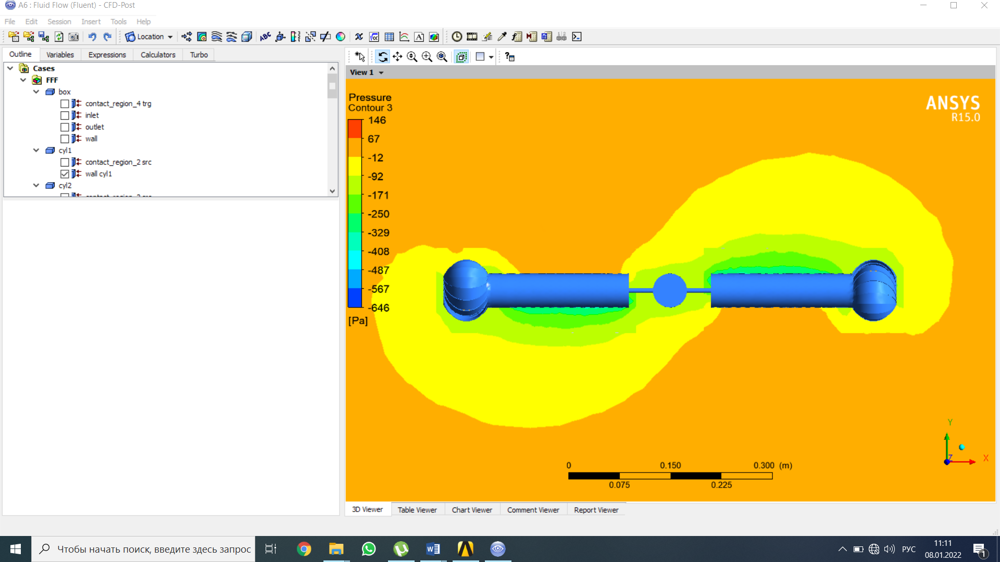 A6 : Fluid Flow (Fluent) - CFD-Post
File Edit Session Insert Tools Help
Location
Outline Variables Expressions Calculators Turbo
Cases
FFF
box
contact_region_4 trg
inlet
outlet
wall
cyl1
contact_region_2 src
wall cyl1
cyl2
View 1
Pressure
Contour 3
146
67
-12
-92
-171
-250
-329
-408
-487
-567
-646
[Pa]
ANSYS
R15.0
Y
Z
X
0 0.150 0.300 (m)
0.075 0.225
3D Viewer Table Viewer Chart Viewer Comment Viewer Report Viewer
Чтобы начать поиск, введите здесь запрос
РУС
11:11
08.01.2022
1